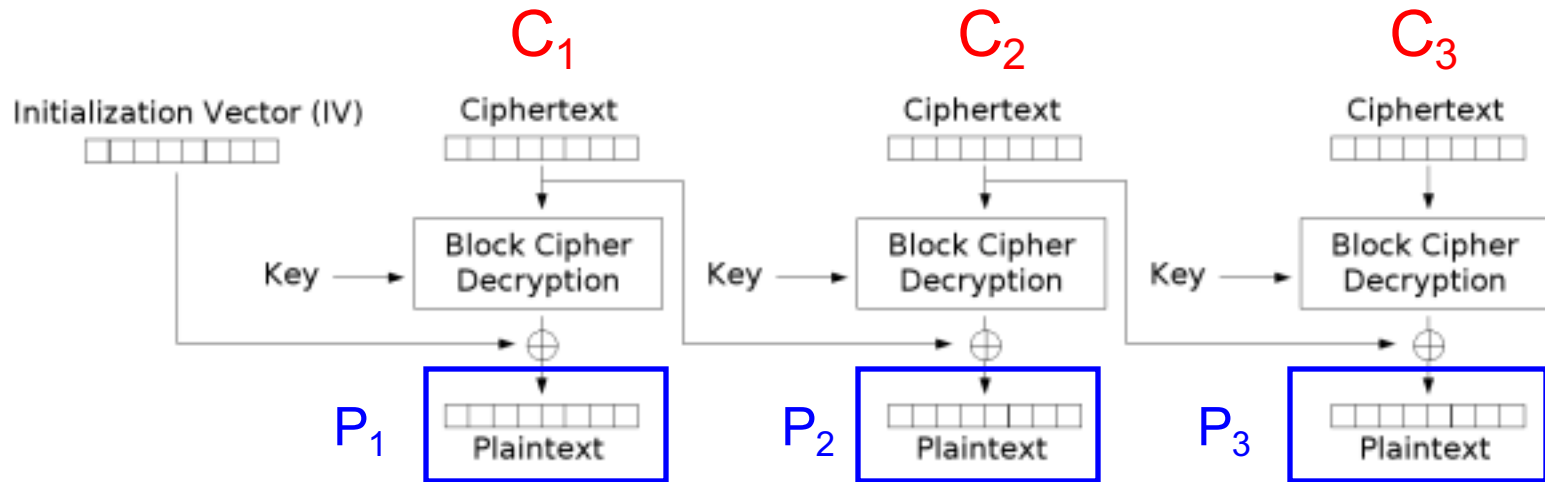 C₁ C₂ C₃
Initialization Vector (IV) Ciphertext Ciphertext Ciphertext
Key Block Cipher Key Block Cipher Key Block Cipher
Decryption Decryption Decryption
P₁ P₂ P₃
Plaintext Plaintext Plaintext